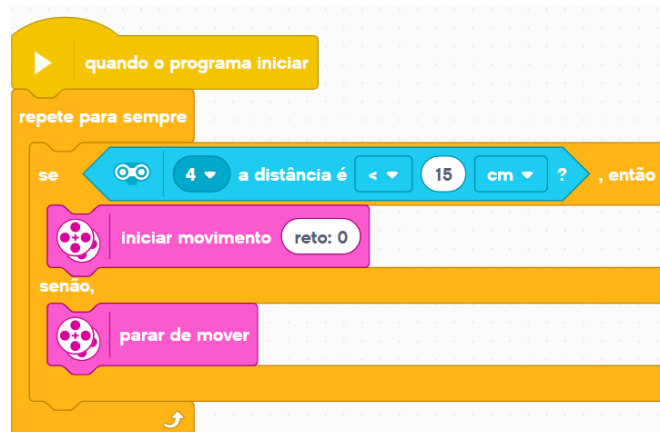 quando o programa iniciar
repete para sempre
se 4 a distância é < 15 cm ? , então
iniciar movimento reto: 0
senão,
parar de mover